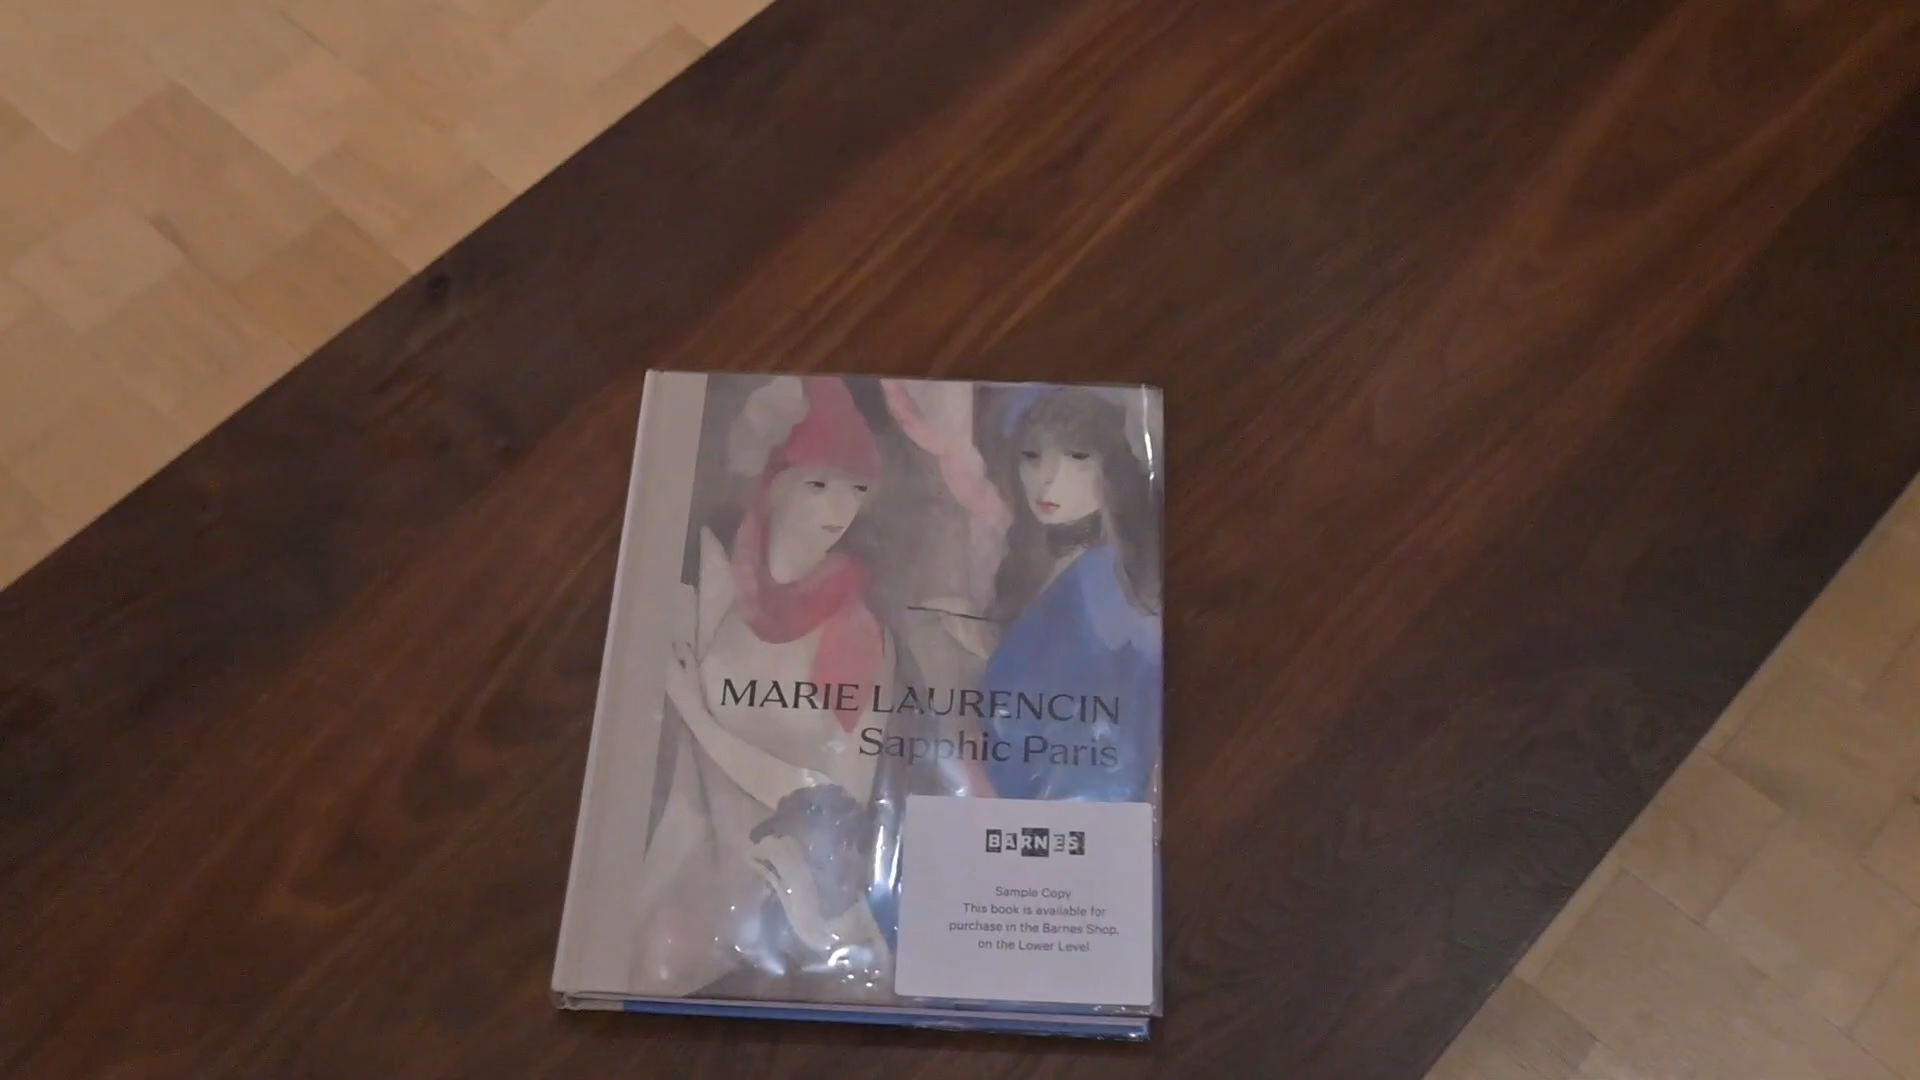 MARIE LAURENCIN
Sapphic Paris
BARNES
Sample Copy
This book is available for
purchase in the Barnes Shop,
on the Lower Level